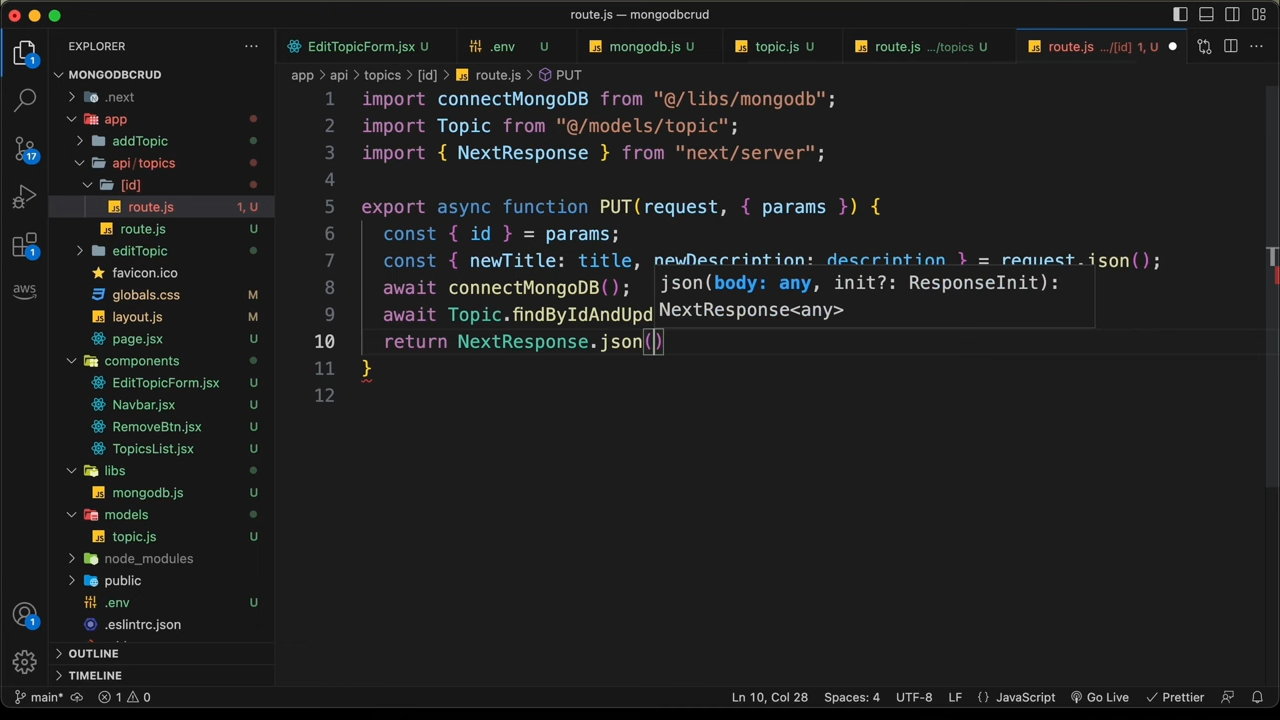 route.js — mongodbcrud
EXPLORER
EditTopicForm.jsx U
.env U
mongodb.js U
topic.js U
route.js .../topics U
route.js .../[id] 1, U
app > api > topics > [id] > route.js > PUT
MONGODBCRUD
.next
app
addTopic
api / topics
[id]
route.js 1, U
route.js U
editTopic
favicon.ico
globals.css M
layout.js M
page.jsx U
components
EditTopicForm.jsx U
Navbar.jsx U
RemoveBtn.jsx U
TopicsList.jsx U
libs
mongodb.js U
models
topic.js U
node_modules
public
.env U
.eslintrc.json
OUTLINE
TIMELINE
17
1
1
1
aws
1 import connectMongoDB from "@/libs/mongodb";
2 import Topic from "@/models/topic";
3 import { NextResponse } from "next/server";
4
5 export async function PUT(request, { params }) {
6 const { id } = params;
7 const { newTitle: title, newDescription: description } = request.json();
8 await connectMongoDB();
9 await Topic.findByIdAndUpd
10 return NextResponse.json()
11 }
12
json(body: any, init?: ResponseInit):
NextResponse<any>
main* 1 0 Ln 10, Col 28 Spaces: 4 UTF-8 LF {} JavaScript Go Live Prettier